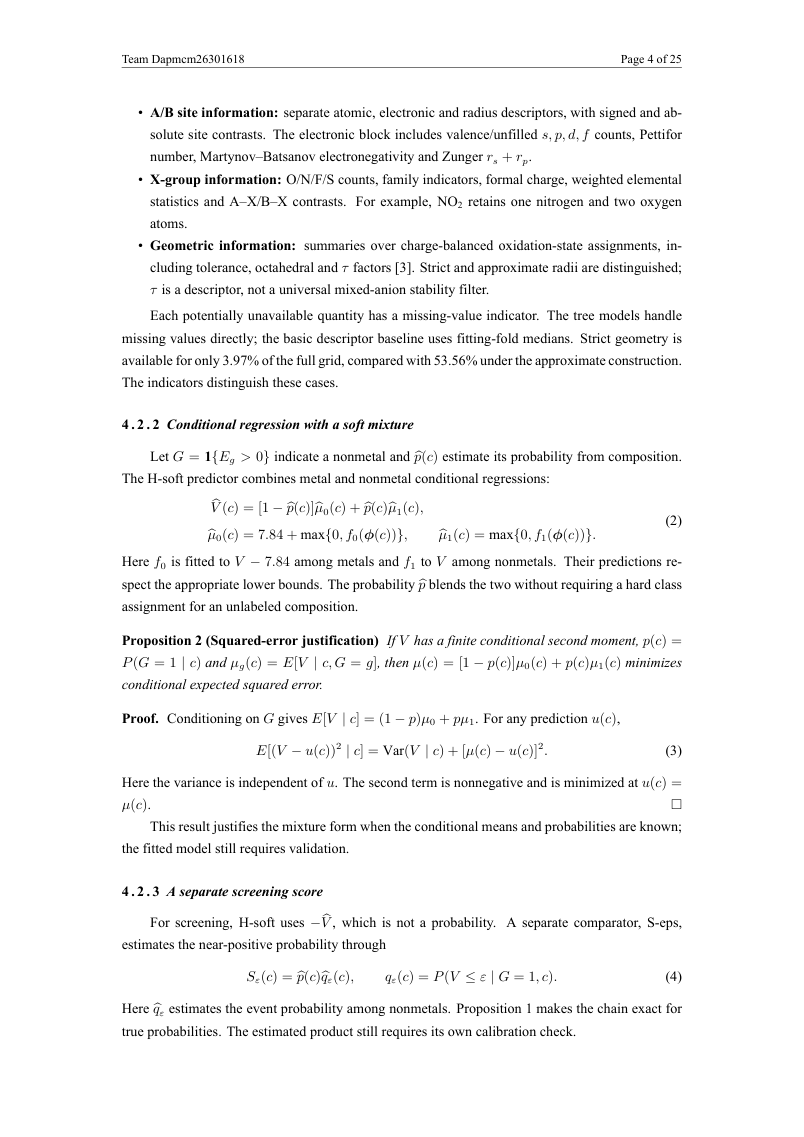 Team Dapmcm26301618 Page 4 of 25
• A/B site information: separate atomic, electronic and radius descriptors, with signed and ab-
solute site contrasts. The electronic block includes valence/unfilled s, p, d, f counts, Pettifor
number, Martynov–Batsanov electronegativity and Zunger rₛ + rₚ.
• X-group information: O/N/F/S counts, family indicators, formal charge, weighted elemental
statistics and A–X/B–X contrasts. For example, NO₂ retains one nitrogen and two oxygen
atoms.
• Geometric information: summaries over charge-balanced oxidation-state assignments, in-
cluding tolerance, octahedral and τ factors [3]. Strict and approximate radii are distinguished;
τ is a descriptor, not a universal mixed-anion stability filter.
Each potentially unavailable quantity has a missing-value indicator. The tree models handle
missing values directly; the basic descriptor baseline uses fitting-fold medians. Strict geometry is
available for only 3.97% of the full grid, compared with 53.56% under the approximate construction.
The indicators distinguish these cases.
4.2.2 Conditional regression with a soft mixture
Let G = 1{E_g > 0} indicate a nonmetal and p̂(c) estimate its probability from composition.
The H-soft predictor combines metal and nonmetal conditional regressions:
V̂(c) = [1 − p̂(c)]μ̂₀(c) + p̂(c)μ̂₁(c),
μ̂₀(c) = 7.84 + max{0, f₀(ϕ(c))}, μ̂₁(c) = max{0, f₁(ϕ(c))}. (2)
Here f₀ is fitted to V − 7.84 among metals and f₁ to V among nonmetals. Their predictions re-
spect the appropriate lower bounds. The probability p̂ blends the two without requiring a hard class
assignment for an unlabeled composition.
Proposition 2 (Squared-error justification) If V has a finite conditional second moment, p(c) =
P(G = 1 | c) and μ_g(c) = E[V | c, G = g], then μ(c) = [1 − p(c)]μ₀(c) + p(c)μ₁(c) minimizes
conditional expected squared error.
Proof. Conditioning on G gives E[V | c] = (1 − p)μ₀ + pμ₁. For any prediction u(c),
E[(V − u(c))² | c] = Var(V | c) + [μ(c) − u(c)]². (3)
Here the variance is independent of u. The second term is nonnegative and is minimized at u(c) =
μ(c). □
This result justifies the mixture form when the conditional means and probabilities are known;
the fitted model still requires validation.
4.2.3 A separate screening score
For screening, H-soft uses −V̂, which is not a probability. A separate comparator, S-eps,
estimates the near-positive probability through
S_ε(c) = p̂(c)q̂_ε(c), q_ε(c) = P(V ≤ ε | G = 1, c). (4)
Here q̂_ε estimates the event probability among nonmetals. Proposition 1 makes the chain exact for
true probabilities. The estimated product still requires its own calibration check.